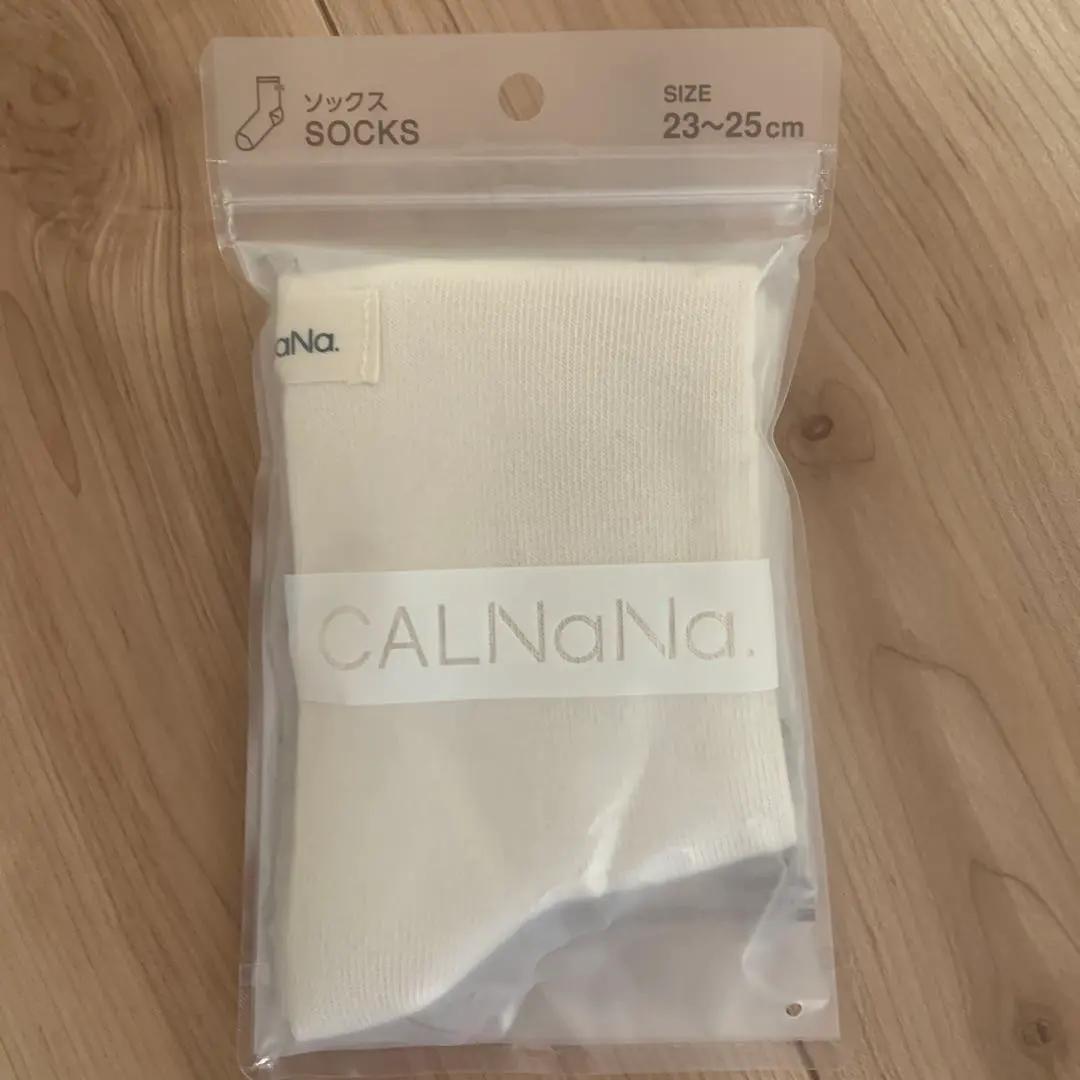 ソックス
SOCKS
SIZE
23～25cm
aNa.
CALNaNa.